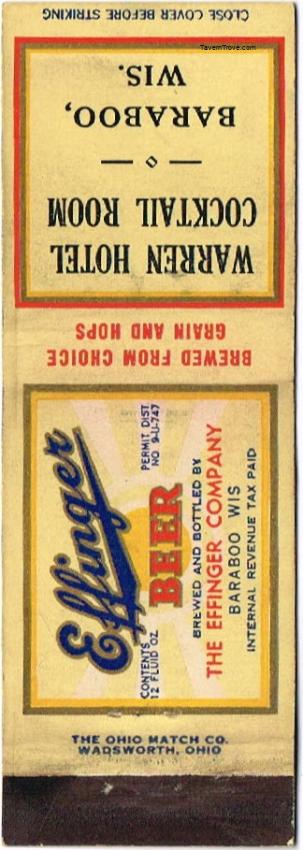 CLOSE COVER BEFORE STRIKING
TavernTrove.com
WARREN HOTEL
COCKTAIL ROOM
BARABOO,
WIS.
BREWED FROM CHOICE
GRAIN AND HOPS
Effinger
CONTENTS
12 FLUID OZ.
PERMIT DIST
NO 9-U-747
BEER
BREWED AND BOTTLED BY
THE EFFINGER COMPANY
BARABOO WIS
INTERNAL REVENUE TAX PAID
THE OHIO MATCH CO.
WADSWORTH, OHIO